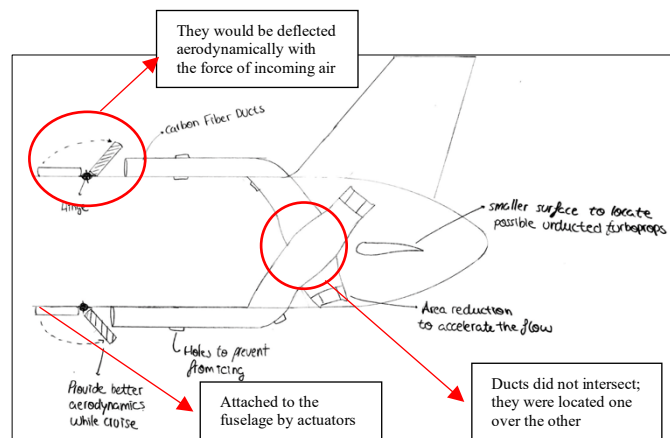 They would be deflected
aerodynamically with
the force of incoming air
Carbon Fiber Ducts
Hinge
smaller surface to locate
possible unducted turboprops
Area reduction
to accelerate the flow
Holes to prevent
from icing
Provide better
aerodynamics
while cruise
Attached to the
fuselage by actuators
Ducts did not intersect;
they were located one
over the other